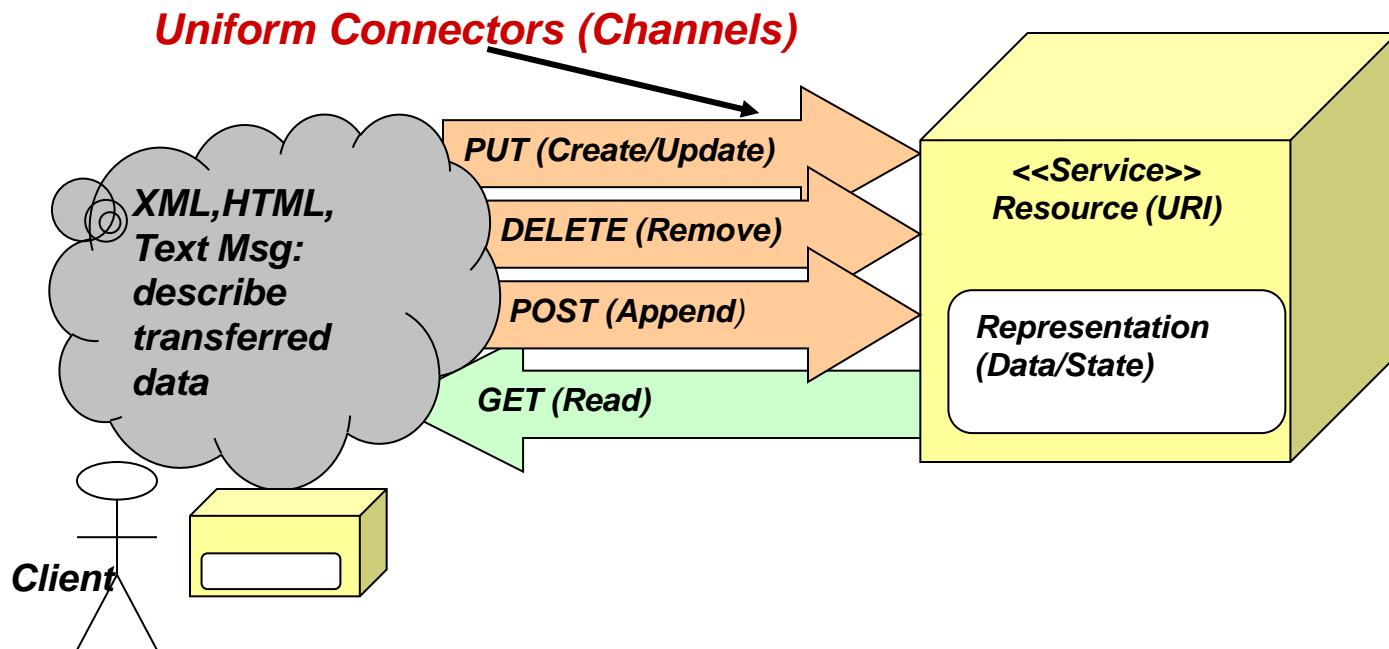 Uniform Connectors (Channels)
PUT (Create/Update)
DELETE (Remove)
POST (Append)
GET (Read)
XML,HTML,
Text Msg:
describe
transferred
data
<<Service>>
Resource (URI)
Representation
(Data/State)
Client